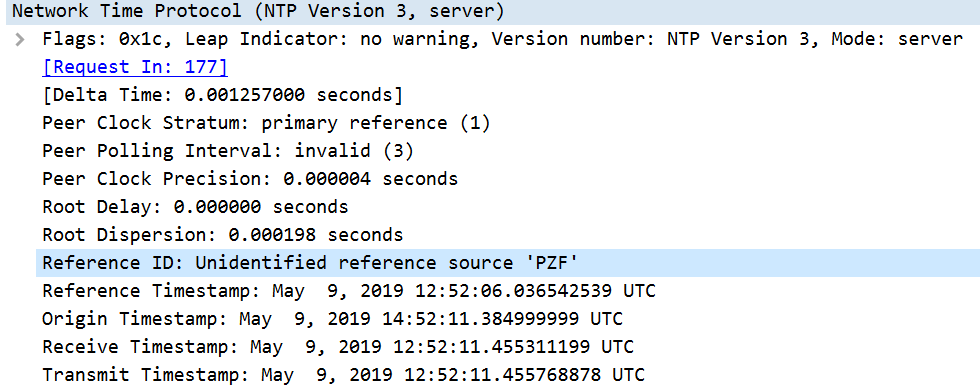 Network Time Protocol (NTP Version 3, server)
Flags: 0x1c, Leap Indicator: no warning, Version number: NTP Version 3, Mode: server
[Request In: 177]
[Delta Time: 0.001257000 seconds]
Peer Clock Stratum: primary reference (1)
Peer Polling Interval: invalid (3)
Peer Clock Precision: 0.000004 seconds
Root Delay: 0.000000 seconds
Root Dispersion: 0.000198 seconds
Reference ID: Unidentified reference source 'PZF'
Reference Timestamp: May  9, 2019 12:52:06.036542539 UTC
Origin Timestamp: May  9, 2019 14:52:11.384999999 UTC
Receive Timestamp: May  9, 2019 12:52:11.455311199 UTC
Transmit Timestamp: May  9, 2019 12:52:11.455768878 UTC